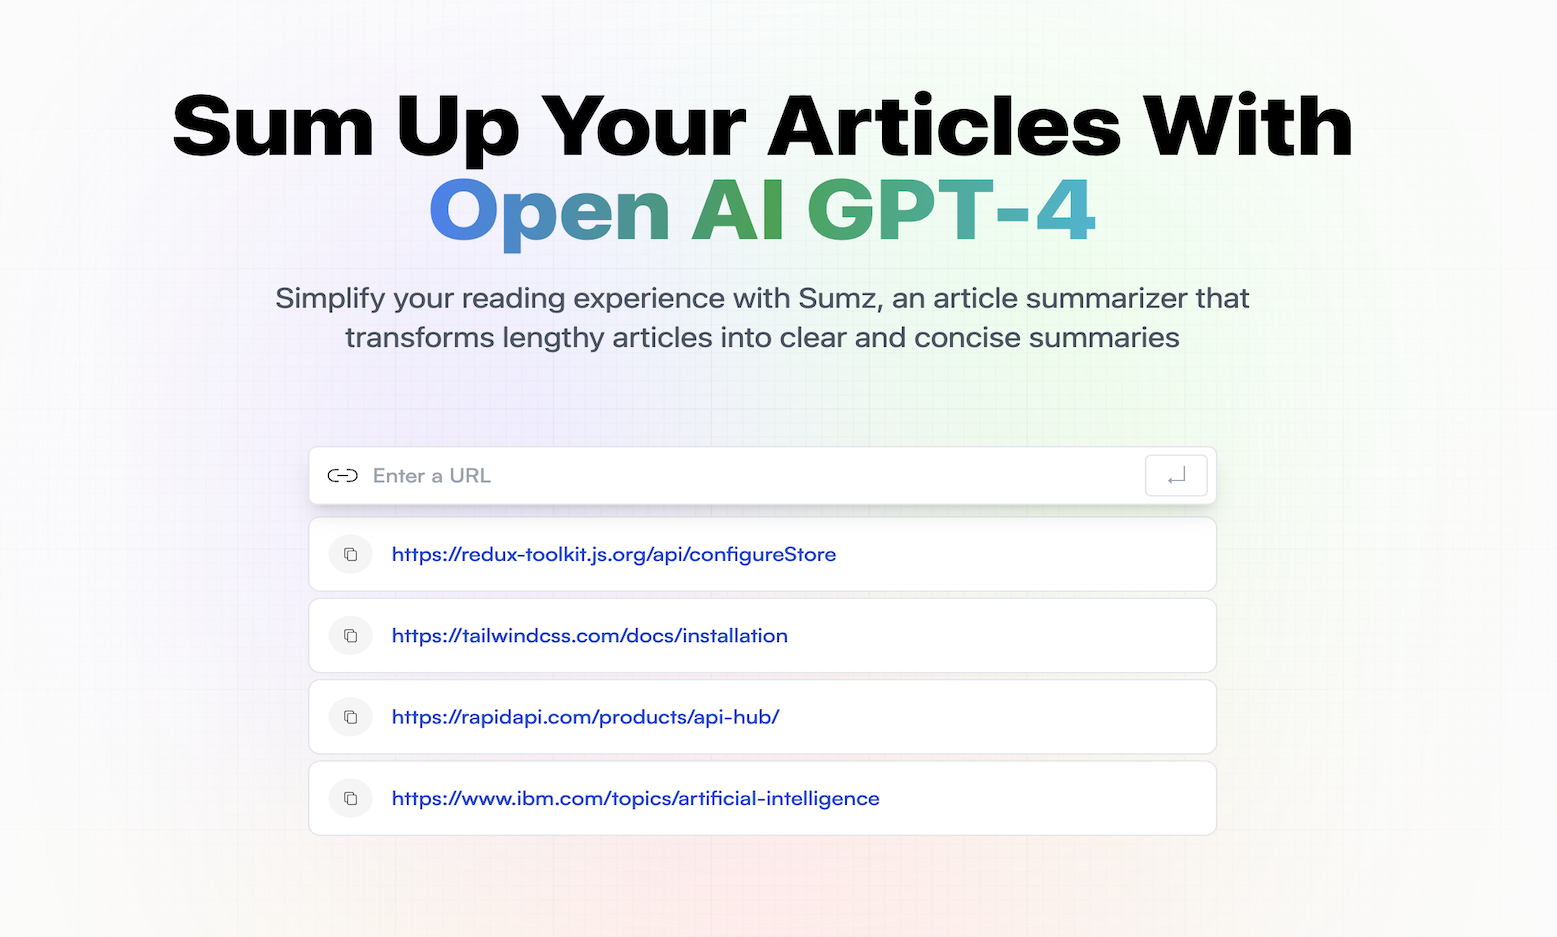 Sum Up Your Articles With
Open AI GPT-4
Simplify your reading experience with Sumz, an article summarizer that
transforms lengthy articles into clear and concise summaries
Enter a URL
https://redux-toolkit.js.org/api/configureStore
https://tailwindcss.com/docs/installation
https://rapidapi.com/products/api-hub/
https://www.ibm.com/topics/artificial-intelligence